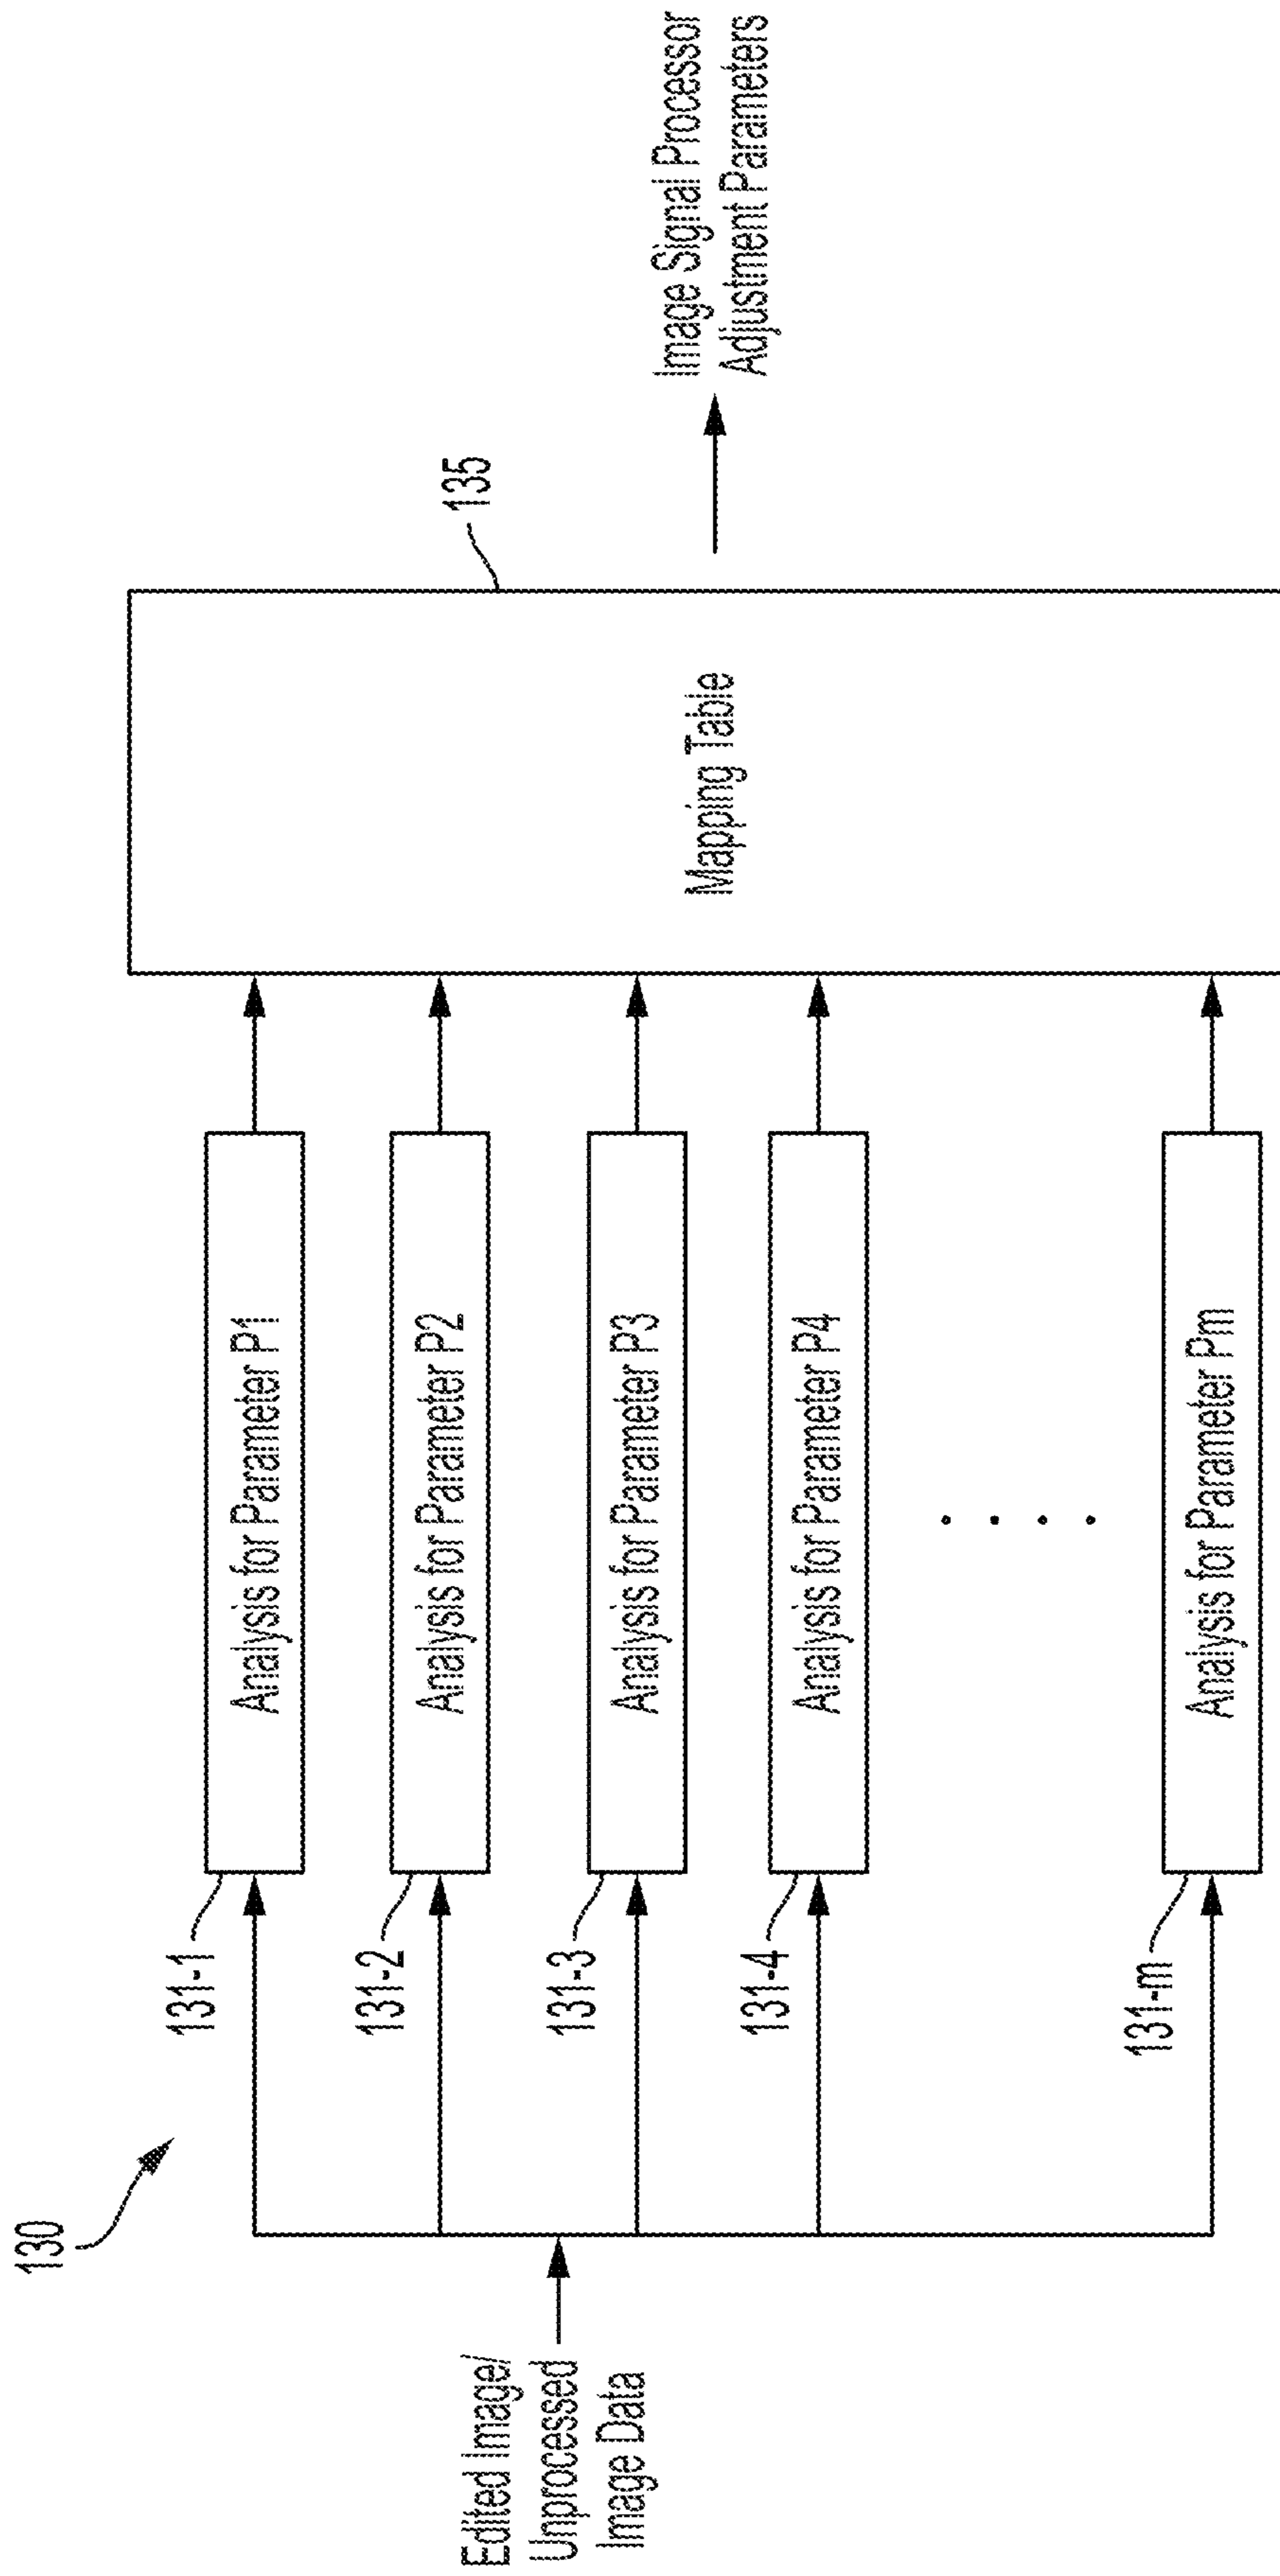 130
Edited Image/
Unprocessed
Image Data
131-1
Analysis for Parameter P1
131-2
Analysis for Parameter P2
131-3
Analysis for Parameter P3
131-4
Analysis for Parameter P4
131-m
Analysis for Parameter Pm
Mapping Table
135
Image Signal Processor
Adjustment Parameters